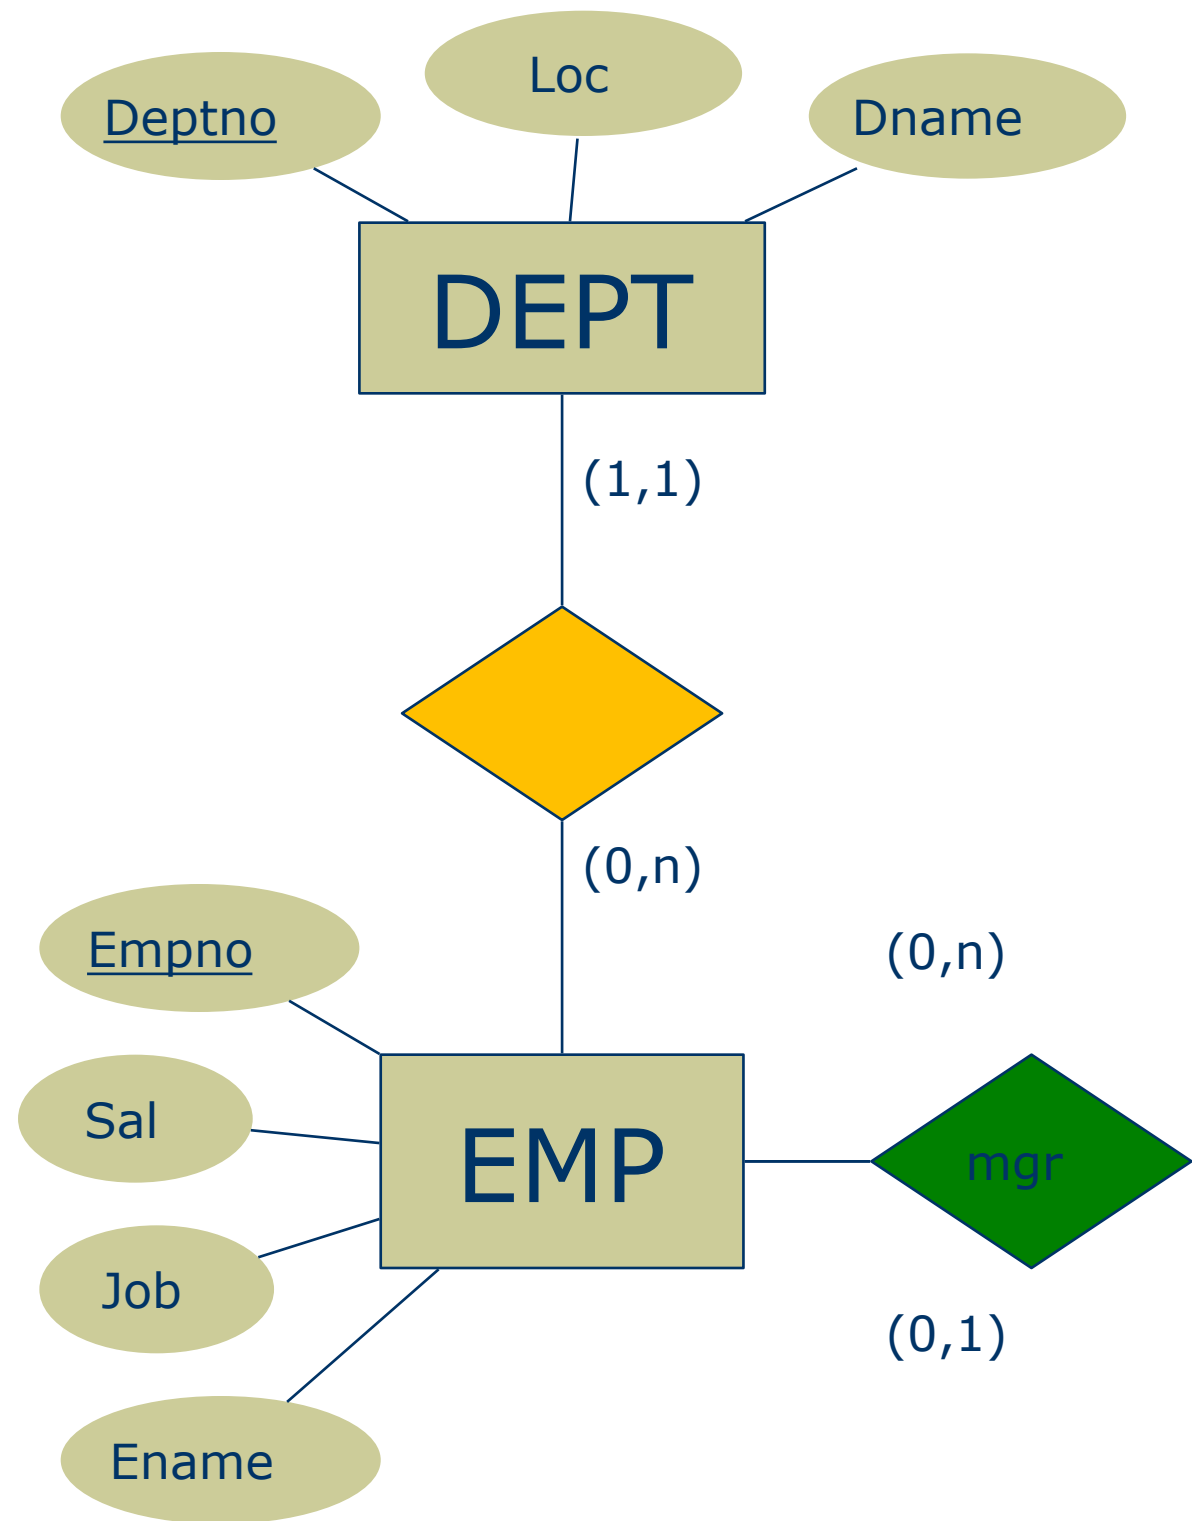 Loc
Deptno
Dname
DEPT
(1,1)
(0,n)
Empno
(0,n)
Sal
EMP
mgr
Job
(0,1)
Ename